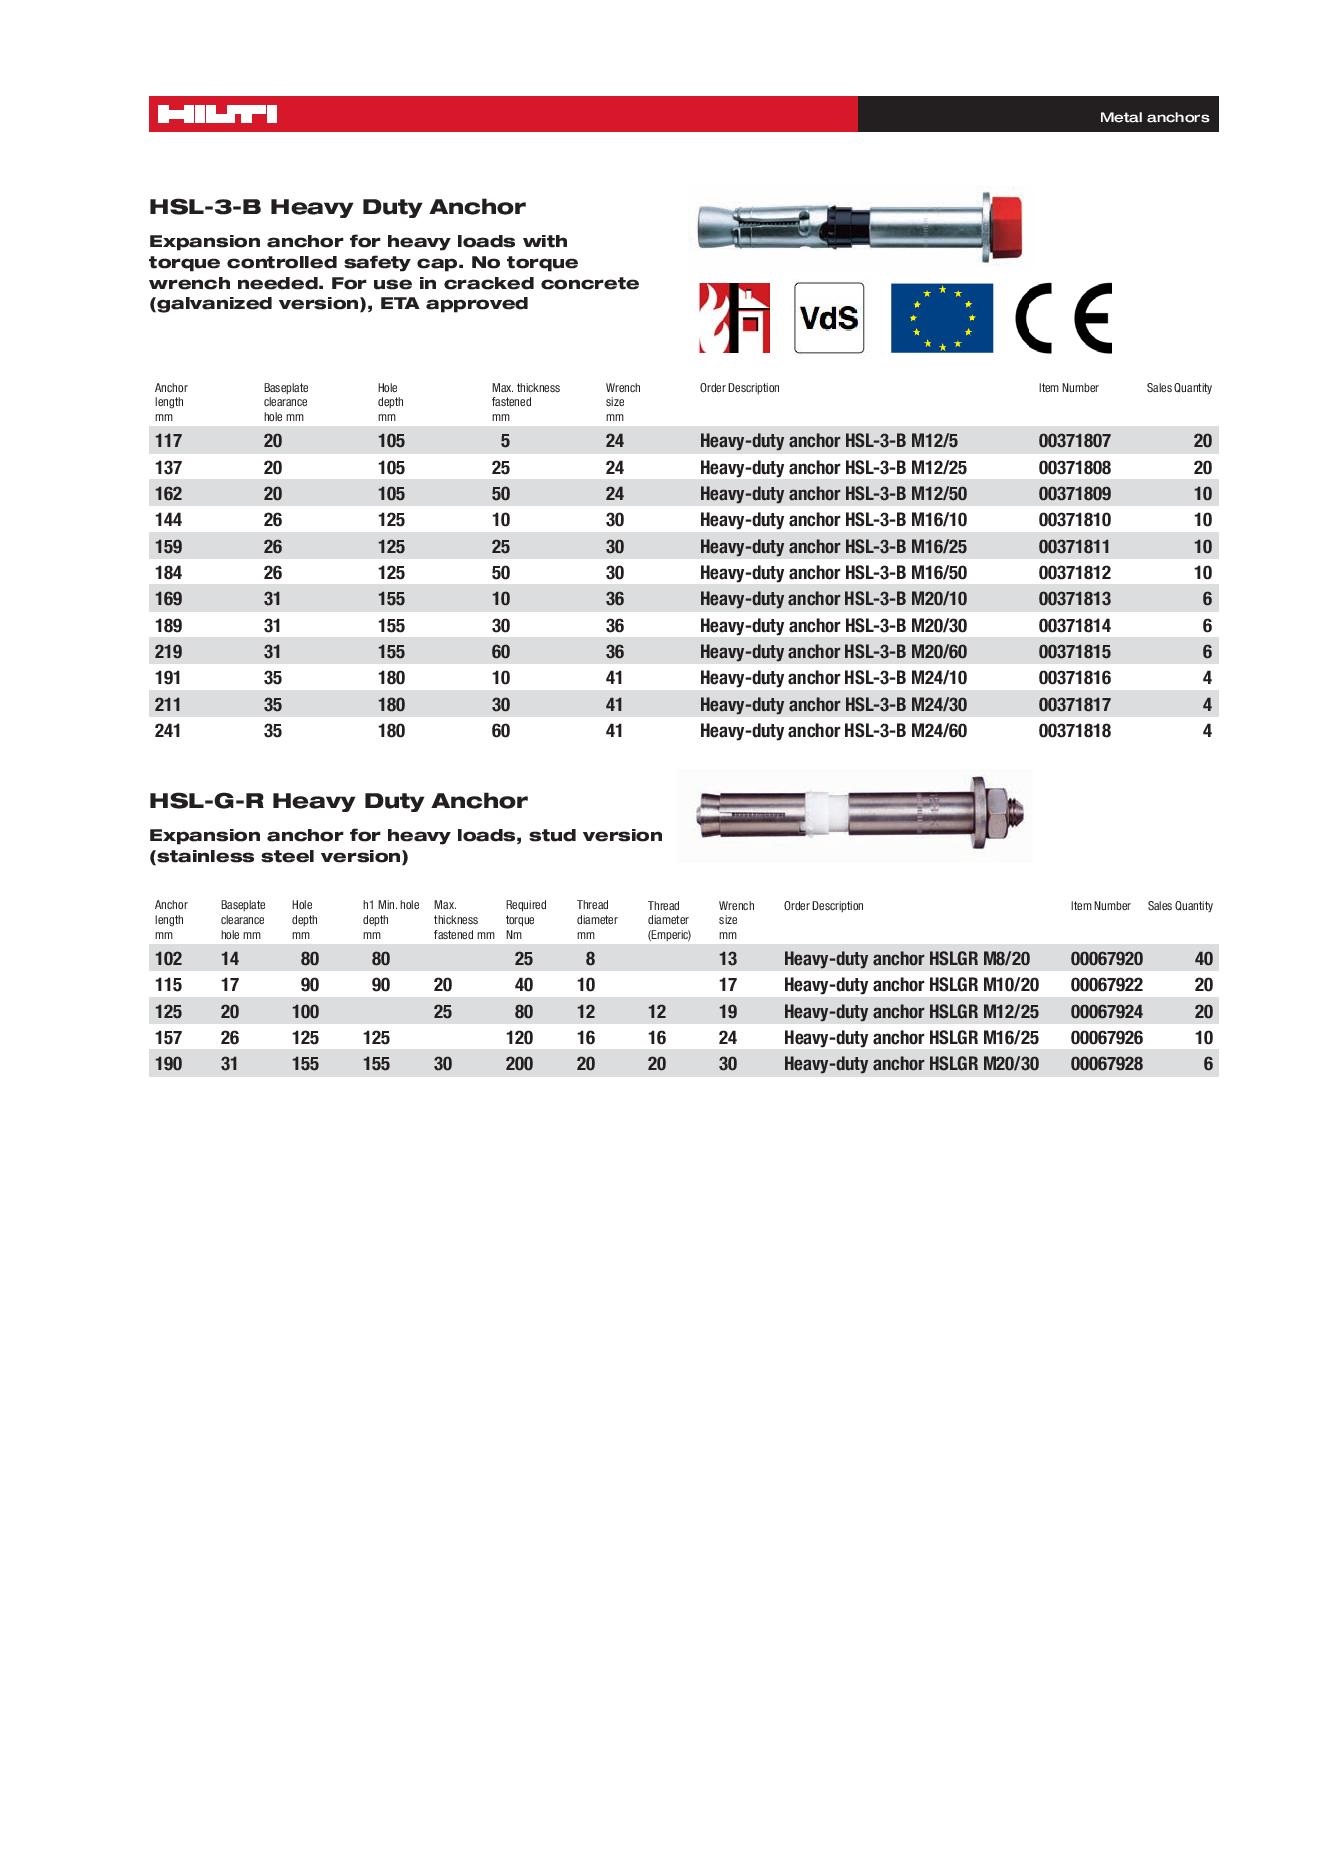 HILTI
Metal anchors
HSL-3-B Heavy Duty Anchor
Expansion anchor for heavy loads with
torque controlled safety cap. No torque
wrench needed. For use in cracked concrete
(galvanized version), ETA approved
VdS
CE
Anchor length mm Baseplate clearance hole mm Hole depth mm Max. thickness fastened mm Wrench size mm Order Description Item Number Sales Quantity
117 20 105 5 24 Heavy-duty anchor HSL-3-B M12/5 00371807 20
137 20 105 25 24 Heavy-duty anchor HSL-3-B M12/25 00371808 20
162 20 105 50 24 Heavy-duty anchor HSL-3-B M12/50 00371809 10
144 26 125 10 30 Heavy-duty anchor HSL-3-B M16/10 00371810 10
159 26 125 25 30 Heavy-duty anchor HSL-3-B M16/25 00371811 10
184 26 125 50 30 Heavy-duty anchor HSL-3-B M16/50 00371812 10
169 31 155 10 36 Heavy-duty anchor HSL-3-B M20/10 00371813 6
189 31 155 30 36 Heavy-duty anchor HSL-3-B M20/30 00371814 6
219 31 155 60 36 Heavy-duty anchor HSL-3-B M20/60 00371815 6
191 35 180 10 41 Heavy-duty anchor HSL-3-B M24/10 00371816 4
211 35 180 30 41 Heavy-duty anchor HSL-3-B M24/30 00371817 4
241 35 180 60 41 Heavy-duty anchor HSL-3-B M24/60 00371818 4
HSL-G-R Heavy Duty Anchor
Expansion anchor for heavy loads, stud version
(stainless steel version)
Anchor length mm Baseplate clearance hole mm Hole depth mm h1 Min. hole depth mm Max. thickness fastened mm Required torque Nm Thread diameter mm Thread diameter (Emperic) Wrench size mm Order Description Item Number Sales Quantity
102 14 80 80 25 8 13 Heavy-duty anchor HSLGR M8/20 00067920 40
115 17 90 90 20 40 10 17 Heavy-duty anchor HSLGR M10/20 00067922 20
125 20 100 25 80 12 12 19 Heavy-duty anchor HSLGR M12/25 00067924 20
157 26 125 125 120 16 16 24 Heavy-duty anchor HSLGR M16/25 00067926 10
190 31 155 155 30 200 20 20 30 Heavy-duty anchor HSLGR M20/30 00067928 6